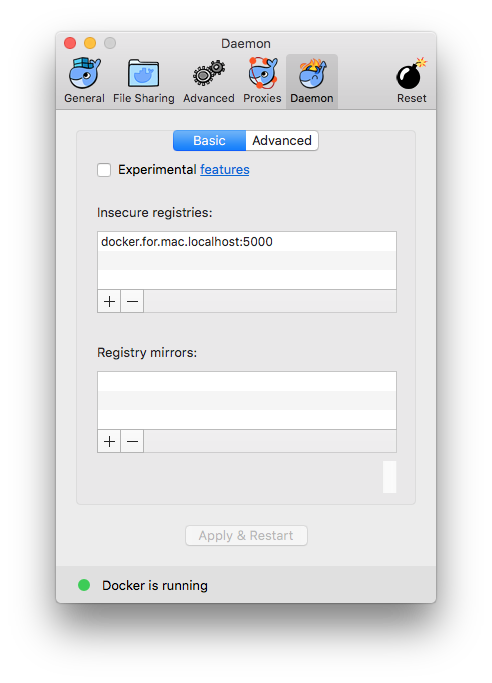 Daemon
General File Sharing Advanced Proxies Daemon Reset
Basic Advanced
Experimental features
Insecure registries:
docker.for.mac.localhost:5000
Registry mirrors:
Apply & Restart
Docker is running